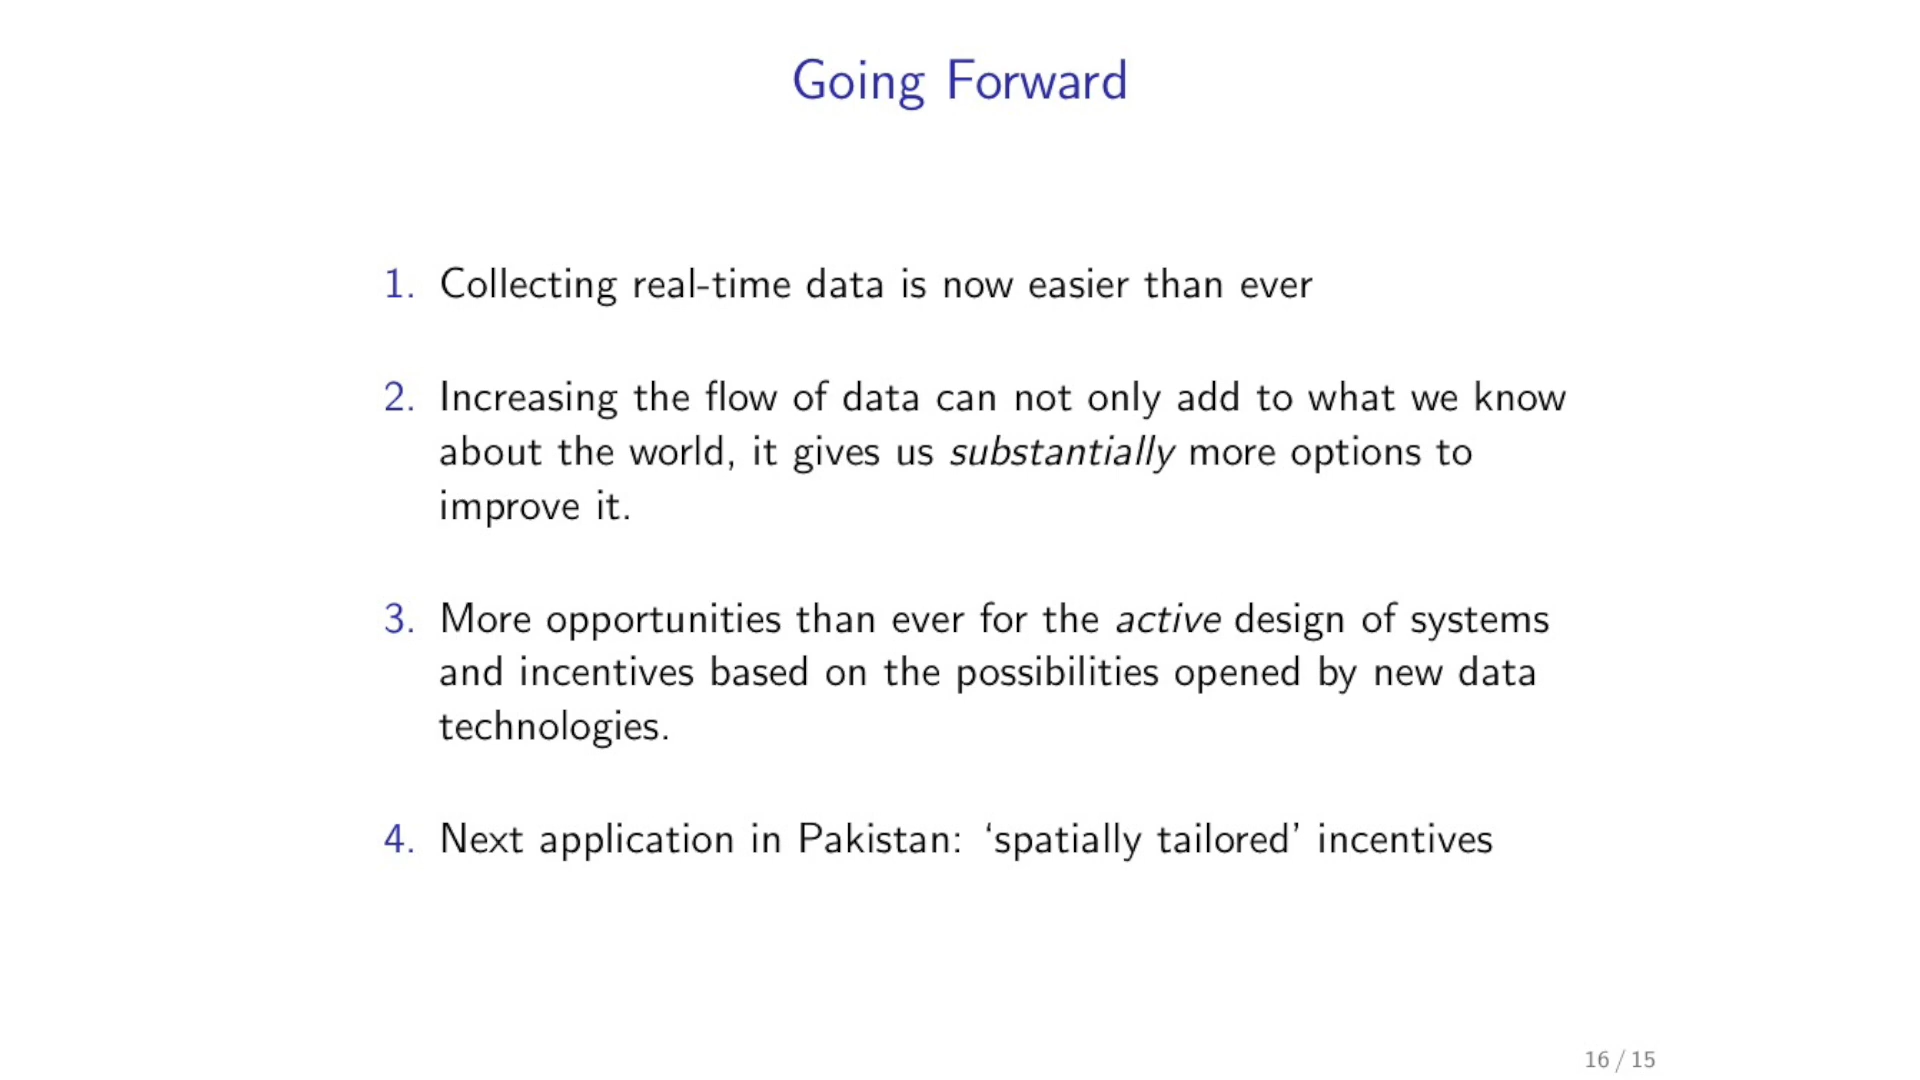 Going Forward
1. Collecting real-time data is now easier than ever
2. Increasing the flow of data can not only add to what we know
about the world, it gives us substantially more options to
improve it.
3. More opportunities than ever for the active design of systems
and incentives based on the possibilities opened by new data
technologies.
4. Next application in Pakistan: ‘spatially tailored’ incentives
16 / 15